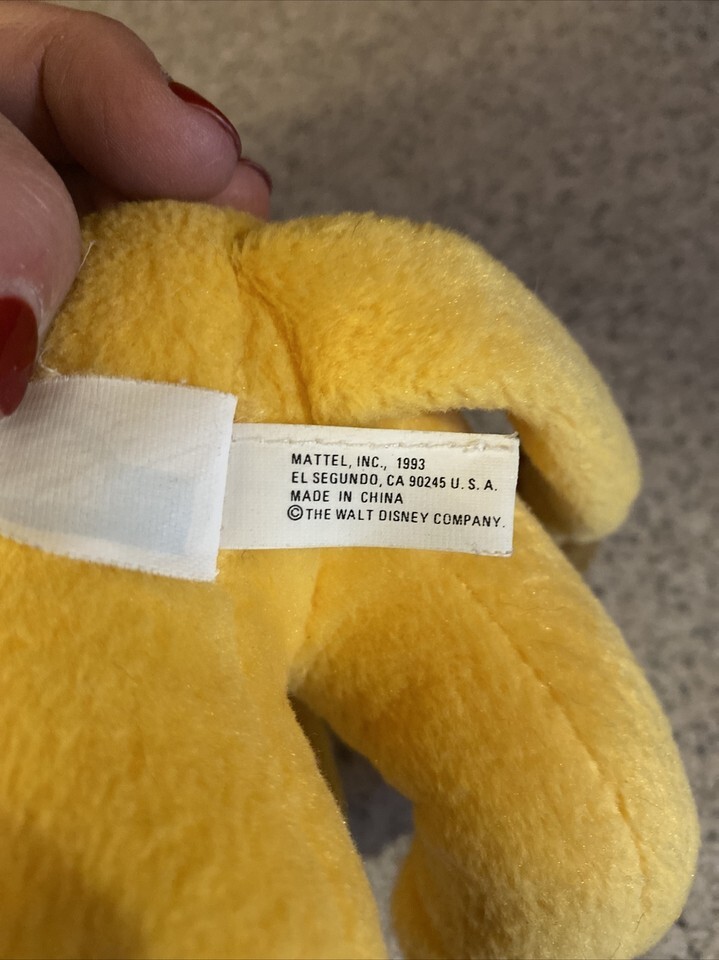 MATTEL, INC., 1993
EL SEGUNDO, CA 90245 U. S. A.
MADE IN CHINA
©THE WALT DISNEY COMPANY.